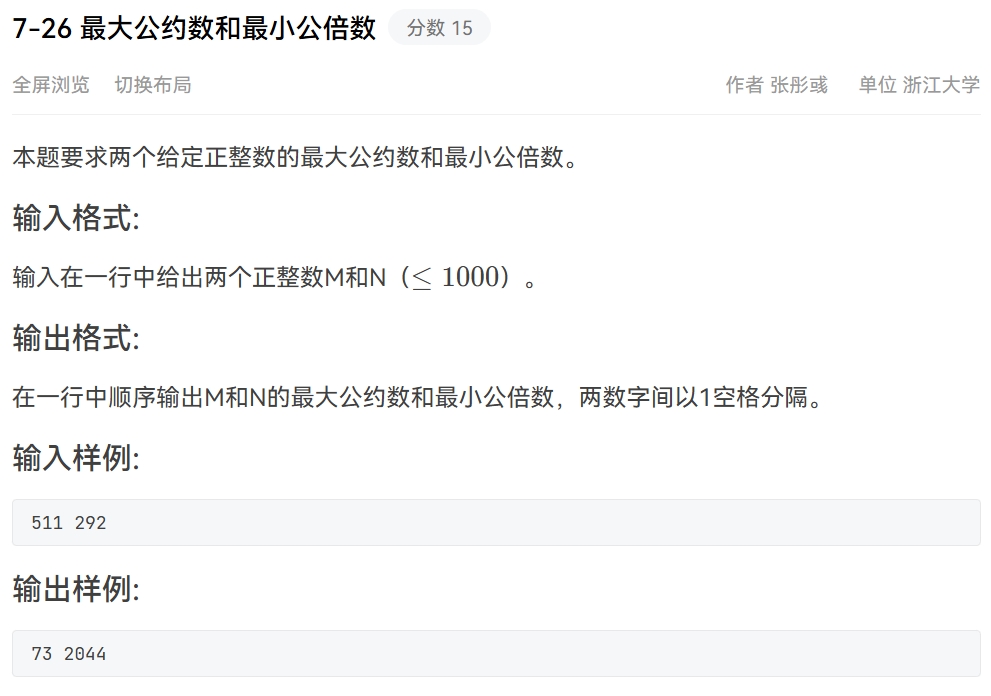 7-26 最大公约数和最小公倍数 分数 15
全屏浏览 切换布局 作者 张彤彧 单位 浙江大学
本题要求两个给定正整数的最大公约数和最小公倍数。
输入格式:
输入在一行中给出两个正整数M和N（≤ 1000）。
输出格式:
在一行中顺序输出M和N的最大公约数和最小公倍数，两数字间以1空格分隔。
输入样例:
511 292
输出样例:
73 2044